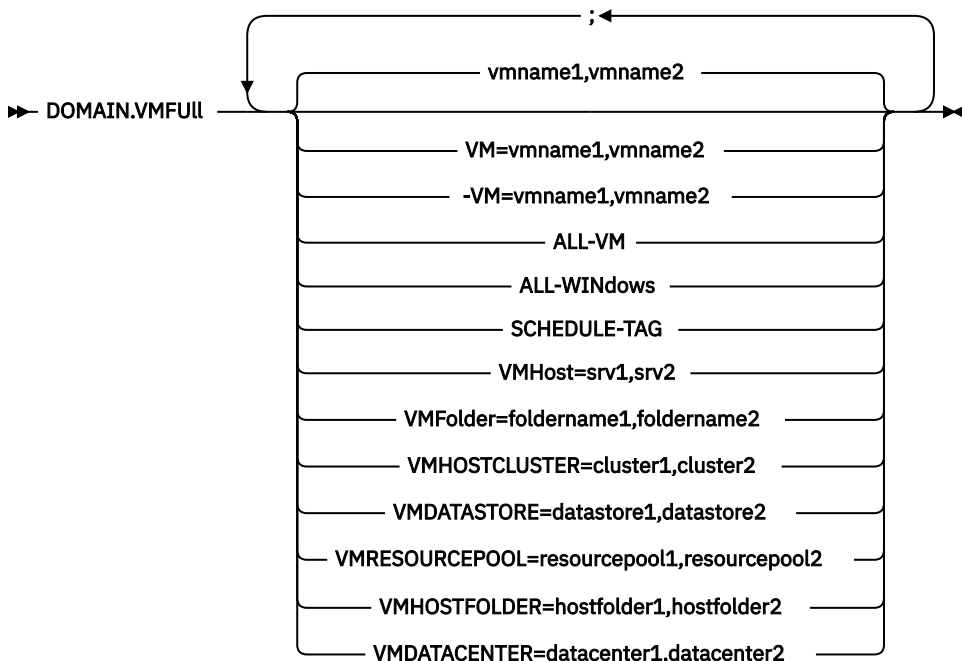 ;
vmname1,vmname2
DOMAIN.VMFUll
VM=vmname1,vmname2
-VM=vmname1,vmname2
ALL-VM
ALL-WINdows
SCHEDULE-TAG
VMHost=srv1,srv2
VMFolder=foldername1,foldername2
VMHOSTCLUSTER=cluster1,cluster2
VMDATASTORE=datastore1,datastore2
VMRESOURCEPOOL=resourcepool1,resourcepool2
VMHOSTFOLDER=hostfolder1,hostfolder2
VMDATACENTER=datacenter1,datacenter2